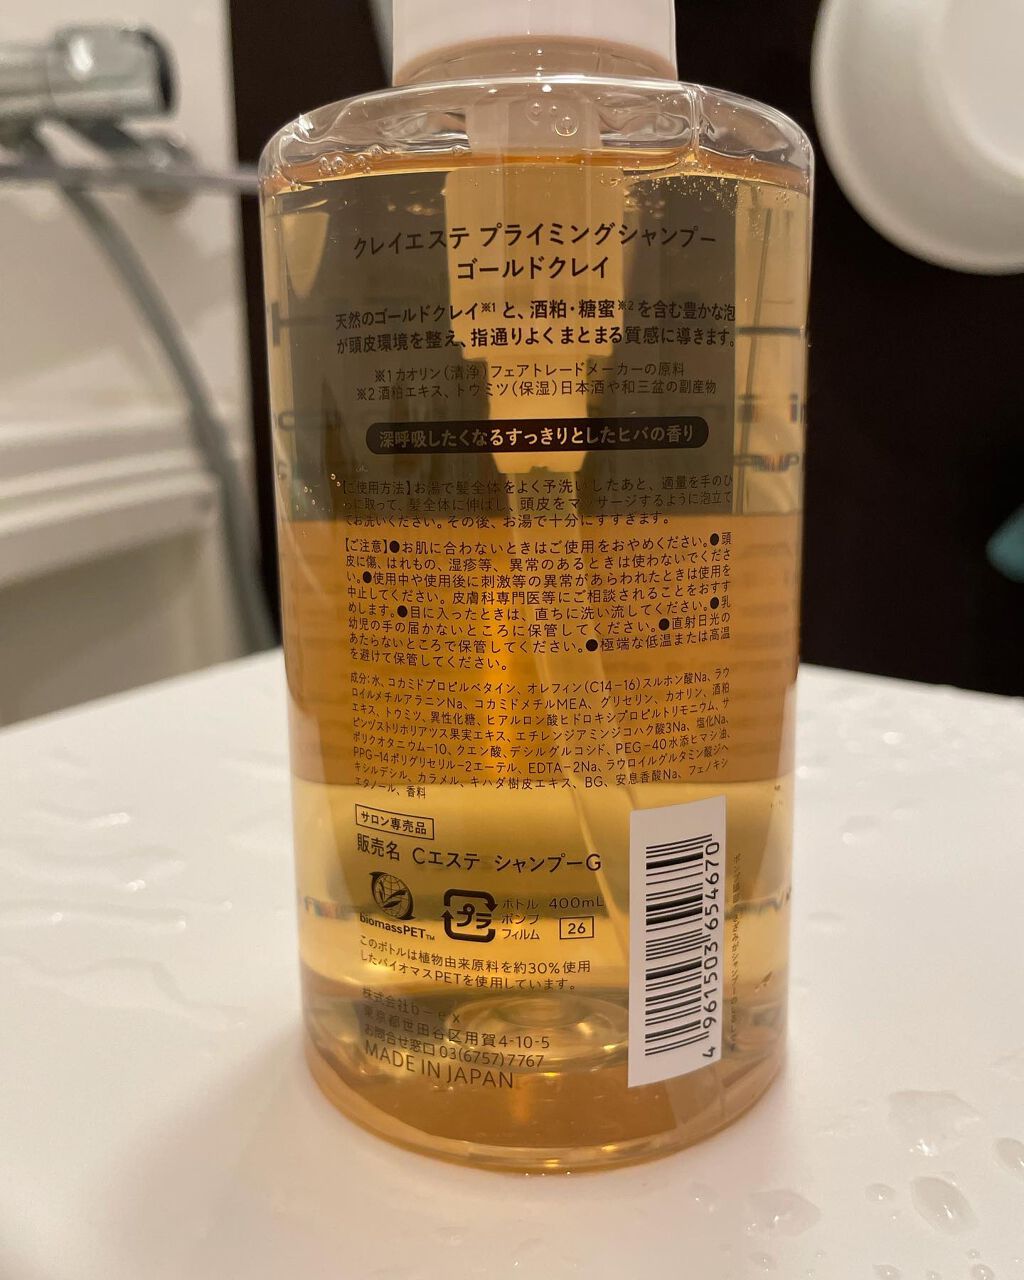 クレイエステ プライミングシャンプー
ゴールドクレイ
天然のゴールドクレイ※1と、酒粕・糖蜜※2を含む豊かな泡
が頭皮環境を整え、指通りよくまとまる質感に導きます。
※1カオリン（清浄）フェアトレードメーカーの原料
※2酒粕エキス、トウミツ（保湿）日本酒や和三盆の副産物
深呼吸したくなるすっきりとしたヒバの香り
【ご使用方法】お湯で髪全体をよく予洗いしたあと、適量を手のひ
らに取って、髪全体に伸ばし、頭皮をマッサージするように泡立て
てお洗いください。その後、お湯で十分にすすぎます。
【ご注意】●お肌に合わないときはご使用をおやめください。●頭
皮に傷、はれもの、湿疹等、異常のあるときは使わないでくださ
い。●使用中や使用後に刺激等の異常があらわれたときは使用を
中止してください。皮膚科専門医等にご相談されることをおすす
めします。●目に入ったときは、直ちに洗い流してください。●乳
幼児の手の届かないところに保管してください。●直射日光の
あたらないところで保管してください。●極端な低温または高温
を避けて保管してください。
成分:水、コカミドプロピルベタイン、オレフィン(C14-16)スルホン酸Na、ラウ
ロイルメチルアラニンNa、コカミドメチルMEA、グリセリン、カオリン、酒粕
エキス、トウミツ、異性化糖、ヒアルロン酸ヒドロキシプロピルトリモニウム、サ
ピンヅストリホリアツス果実エキス、エチレンジアミンジコハク酸3Na、塩化Na、
ポリクオタニウム-10、クエン酸、デシルグルコシド、PEG-40水添ヒマシ油、
PPG-14ポリグリセリル-2エーテル、EDTA-2Na、ラウロイルグルタミン酸ジヘ
キシルデシル、カラメル、キハダ樹皮エキス、BG、安息香酸Na、フェノキシ
エタノール、香料
サロン専売品
販売名 Cエステ シャンプーG
biomassPET™
プラ
ボトル
ポンプ
フィルム
400mL
26
このボトルは植物由来原料を約30％使用
したバイオマスPETを使用しています。
株式会社b-ex
東京都世田谷区用賀4-10-5
お問合せ窓口 03(6757)7767
MADE IN JAPAN
4 961503 654670